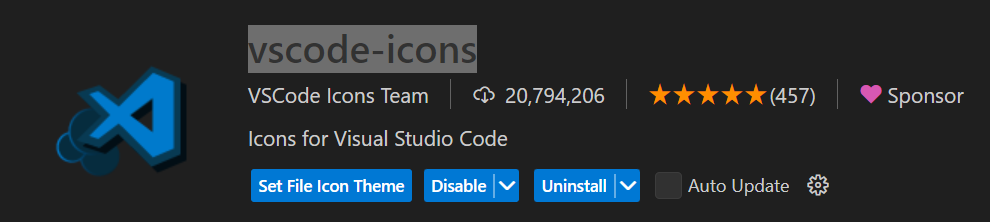 vscode-icons
VSCode Icons Team 20,794,206 (457) Sponsor
Icons for Visual Studio Code
Set File Icon Theme Disable Uninstall Auto Update